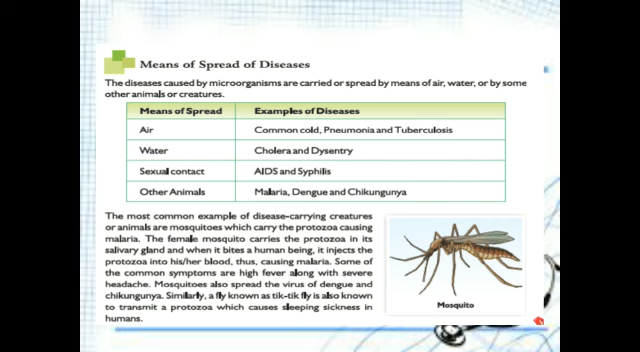 Means of Spread of Diseases
The diseases caused by microorganisms are carried or spread by means of air, water, or by some
other animals or creatures.
Means of Spread Examples of Diseases
Air Common cold, Pneumonia and Tuberculosis
Water Cholera and Dysentry
Sexual contact AIDS and Syphilis
Other Animals Malaria, Dengue and Chikungunya
The most common example of disease-carrying creatures
or animals are mosquitoes which carry the protozoa causing
malaria. The female mosquito carries the protozoa in its
salivary gland and when it bites a human being, it injects the
protozoa into his/her blood, thus, causing malaria. Some of
the common symptoms are high fever along with severe
headache. Mosquitoes also spread the virus of dengue and
chikungunya. Similarly, a fly known as tik-tik fly is also known
to transmit a protozoa which causes sleeping sickness in
humans.
Mosquito